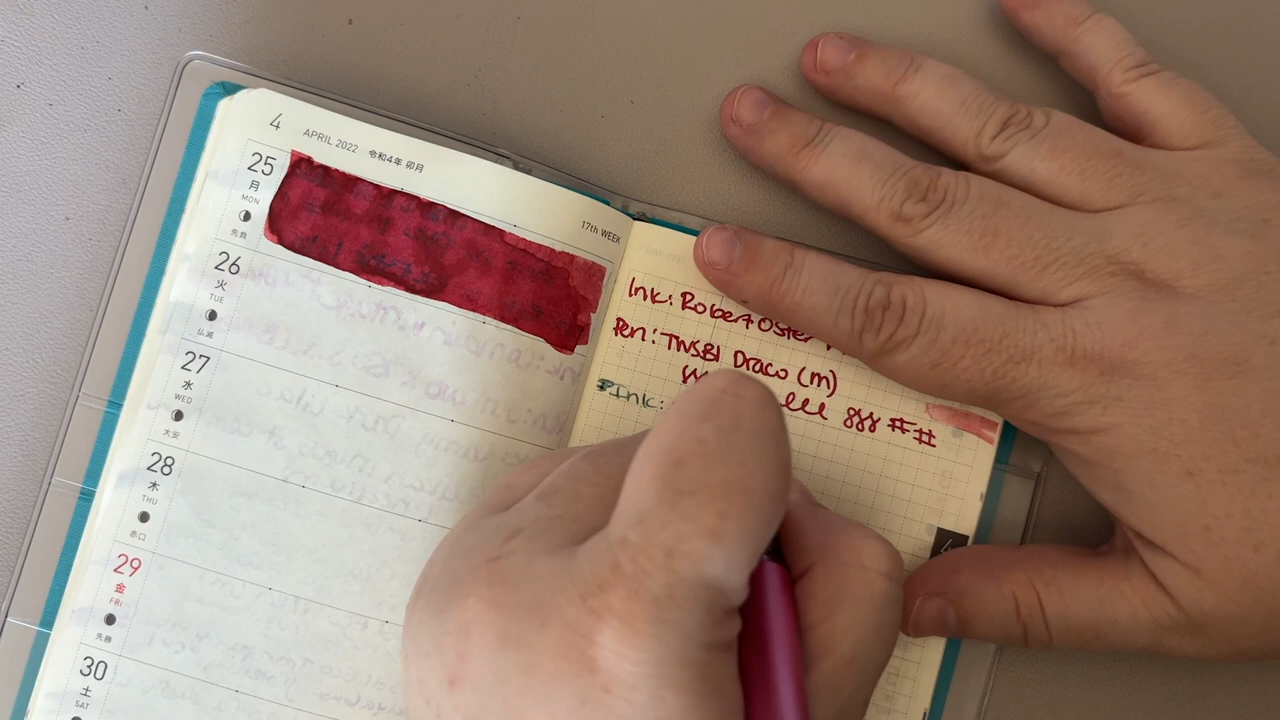 4 APRIL 2022 令和4年 卯月
17th WEEK
25
月
MON
先負
26
火
TUE
仏滅
27
水
WED
大安
28
木
THU
赤口
29
金
FRI
先勝
30
土
SAT
Ink: Robert Oster
Pen: TWSBI Draco (m)
lll 888 ##
Ink: